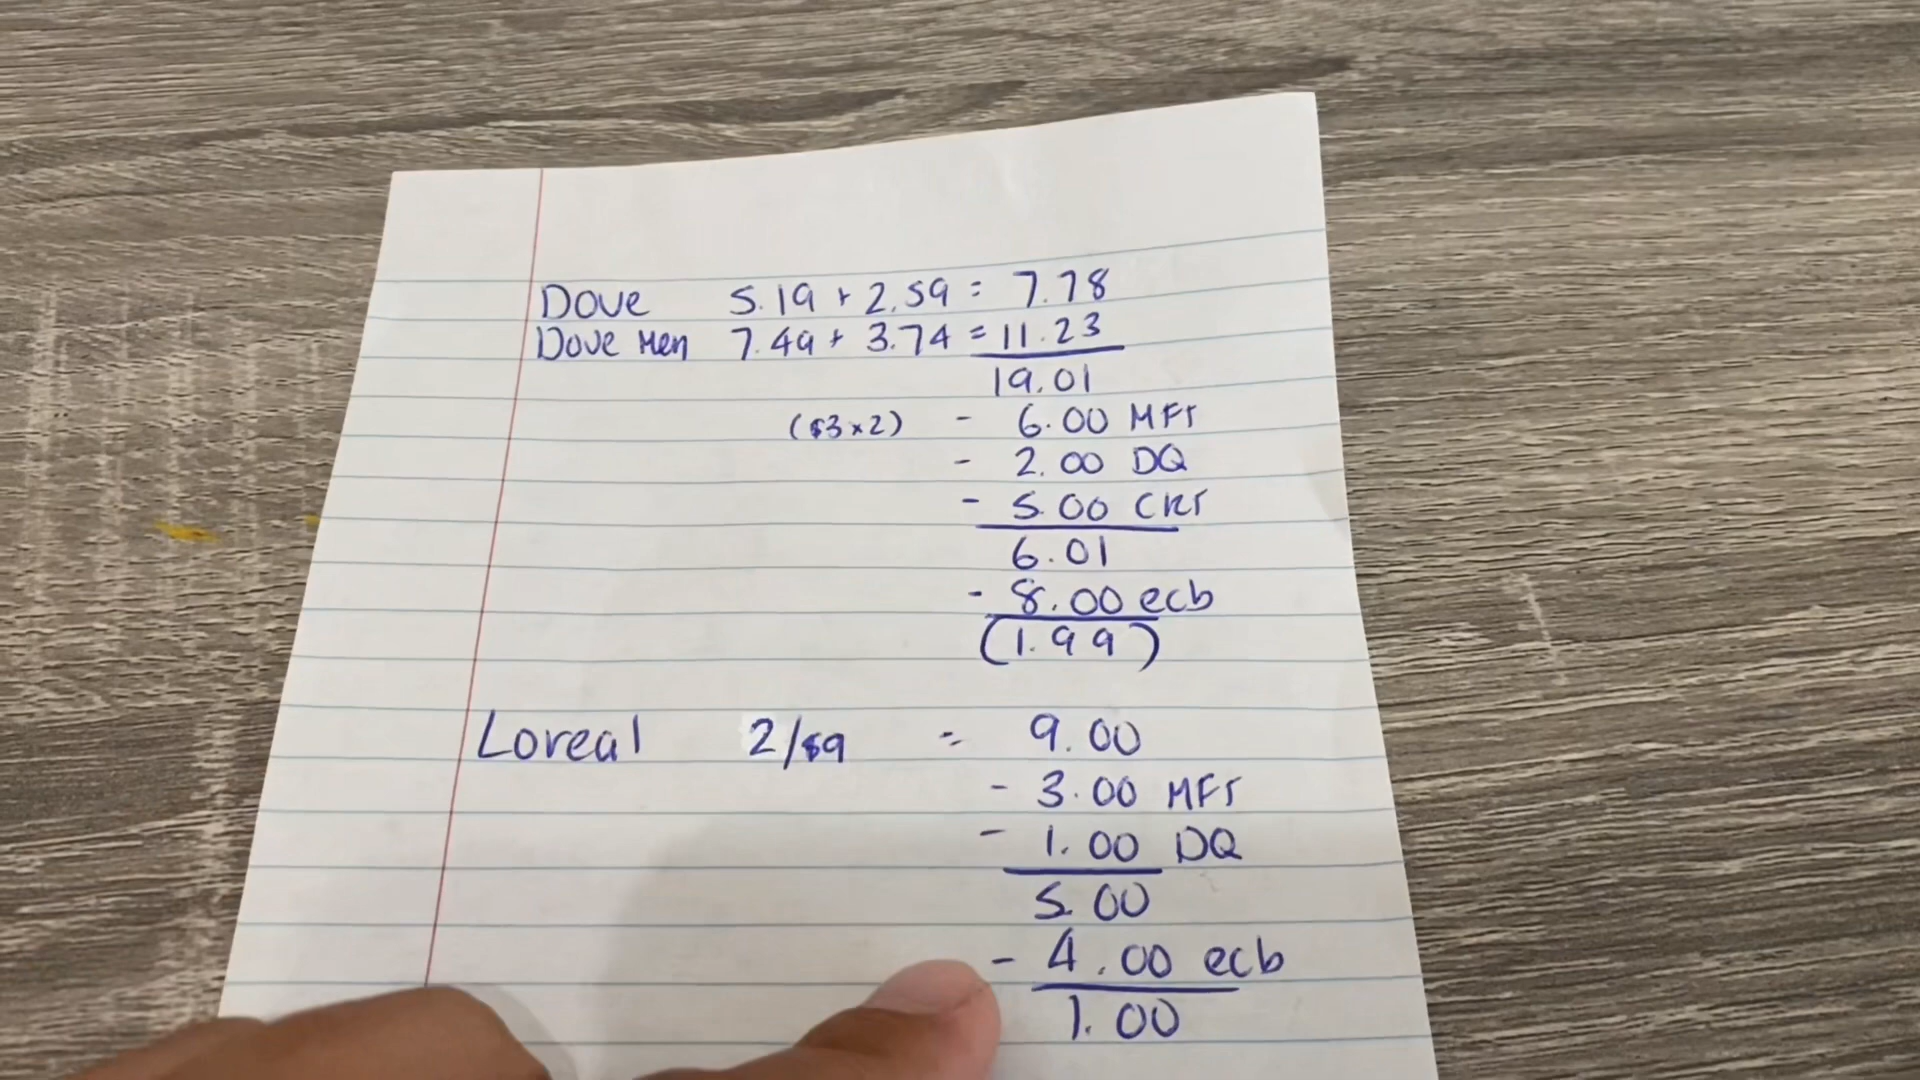 Dove 5.19 + 2.59 = 7.78
Dove Men 7.49 + 3.74 = 11.23
19.01
($3x2) - 6.00 MFr
- 2.00 DQ
- 5.00 CRT
6.01
- 8.00 ecb
(1.99)
Loreal 2/$9 = 9.00
- 3.00 MFr
- 1.00 DQ
5.00
- 4.00 ecb
1.00